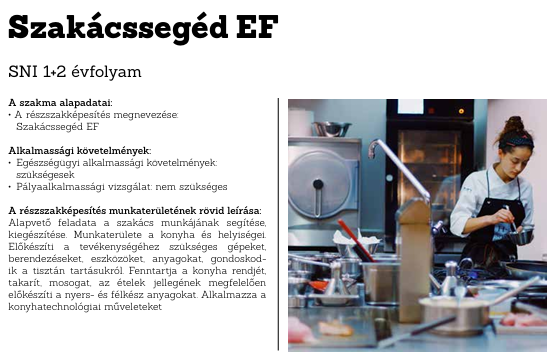 Szakácssegéd EF
SNI 1+2 évfolyam
A szakma alapadatai:
• A részszakképesítés megnevezése:
Szakácssegéd EF
Alkalmassági követelmények:
• Egészségügyi alkalmassági követelmények:
szükségesek
• Pályaalkalmassági vizsgálat: nem szükséges
A részszakképesítés munkaterületének rövid leírása:
Alapvető feladata a szakács munkájának segítése,
kiegészítése. Munkaterülete a konyha és helyiségei.
Előkészíti a tevékenységéhez szükséges gépeket,
berendezéseket, eszközöket, anyagokat, gondoskod-
ik a tisztán tartásukról. Fenntartja a konyha rendjét,
takarít, mosogat, az ételek jellegének megfelelően
előkészíti a nyers- és félkész anyagokat. Alkalmazza a
konyhatechnológiai műveleteket